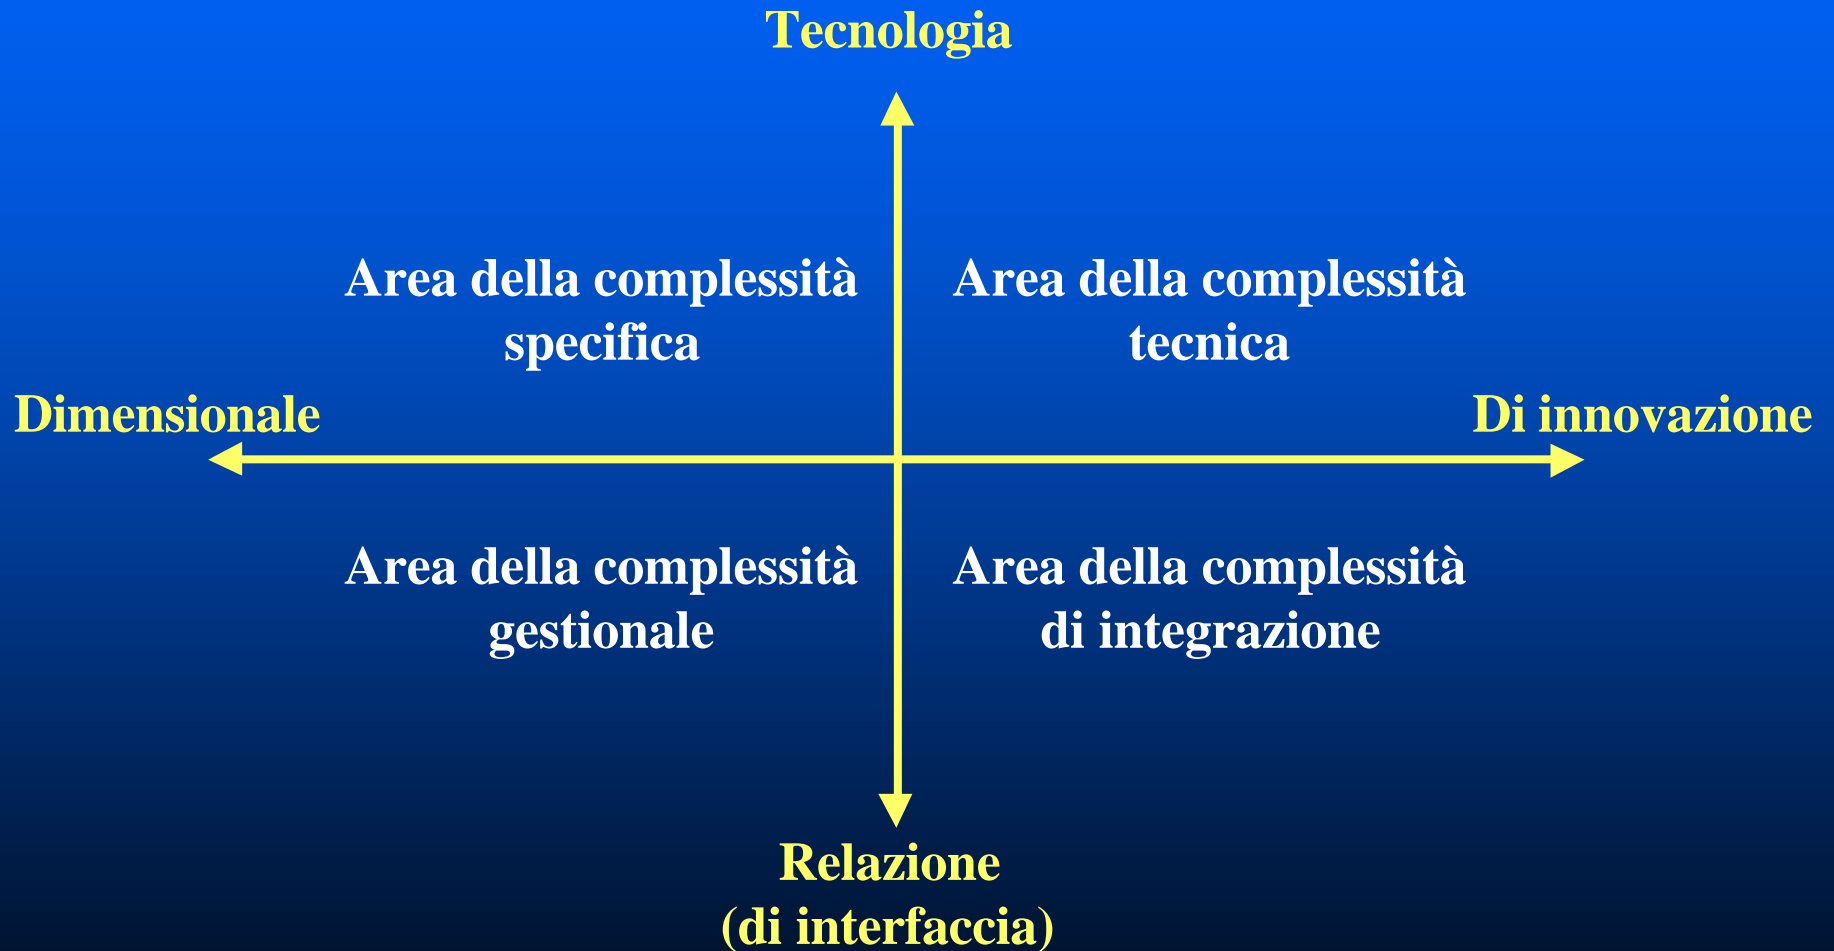 Tecnologia
Area della complessità
specifica
Area della complessità
tecnica
Dimensionale
Di innovazione
Area della complessità
gestionale
Area della complessità
di integrazione
Relazione
(di interfaccia)